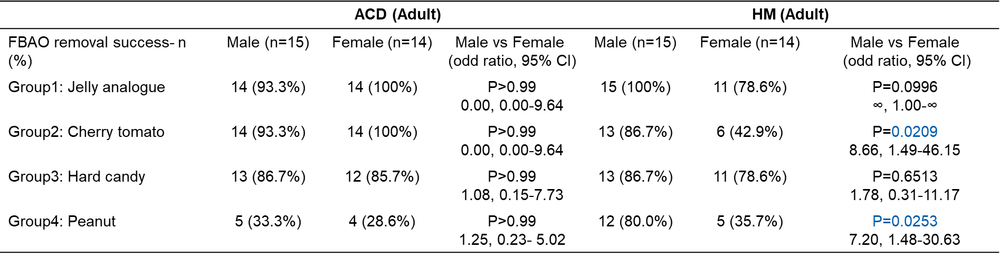 ACD (Adult) HM (Adult)
FBAO removal success- n Male (n=15) Female (n=14) Male vs Female Male (n=15) Female (n=14) Male vs Female
(%) (odd ratio, 95% CI) (odd ratio, 95% CI)
Group1: Jelly analogue 14 (93.3%) 14 (100%) P>0.99 15 (100%) 11 (78.6%) P=0.0996
0.00, 0.00-9.64 ∞, 1.00-∞
Group2: Cherry tomato 14 (93.3%) 14 (100%) P>0.99 13 (86.7%) 6 (42.9%) P=0.0209
0.00, 0.00-9.64 8.66, 1.49-46.15
Group3: Hard candy 13 (86.7%) 12 (85.7%) P>0.99 13 (86.7%) 11 (78.6%) P=0.6513
1.08, 0.15-7.73 1.78, 0.31-11.17
Group4: Peanut 5 (33.3%) 4 (28.6%) P>0.99 12 (80.0%) 5 (35.7%) P=0.0253
1.25, 0.23- 5.02 7.20, 1.48-30.63